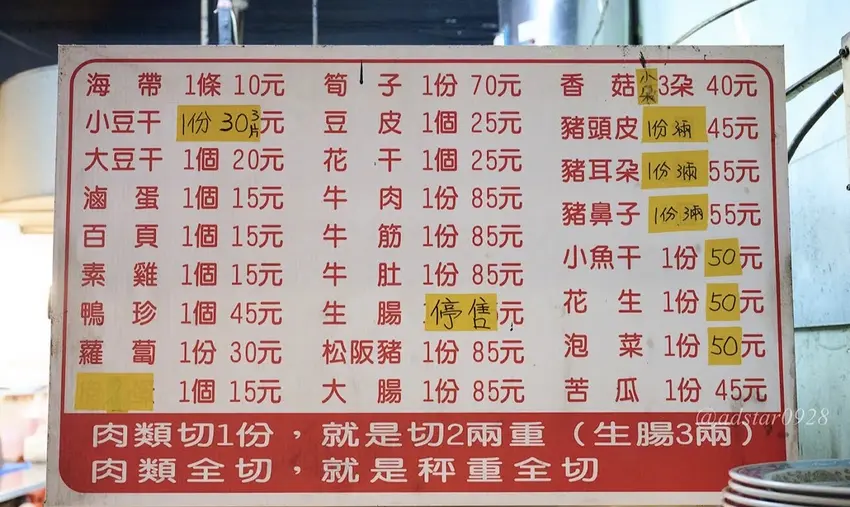 海帶 1條 10元
小豆干 1份 30 3片 元
大豆干 1個 20元
滷蛋 1個 15元
百頁 1個 15元
素雞 1個 15元
鴨珍 1個 45元
蘿蔔 1份 30元
1個 15元
筍子 1份 70元
豆皮 1個 25元
花干 1個 25元
牛肉 1份 85元
牛筋 1份 85元
牛肚 1份 85元
生腸 停售 元
松阪豬 1份 85元
大腸 1份 85元
香菇 小朵 3朵 40元
豬頭皮 1份 45元
豬耳朵 1份 55元
豬鼻子 1份 55元
小魚干 1份 50元
花生 1份 50元
泡菜 1份 50元
苦瓜 1份 45元
肉類切1份，就是切2兩重（生腸3兩）
肉類全切，就是秤重全切
@adstar0928